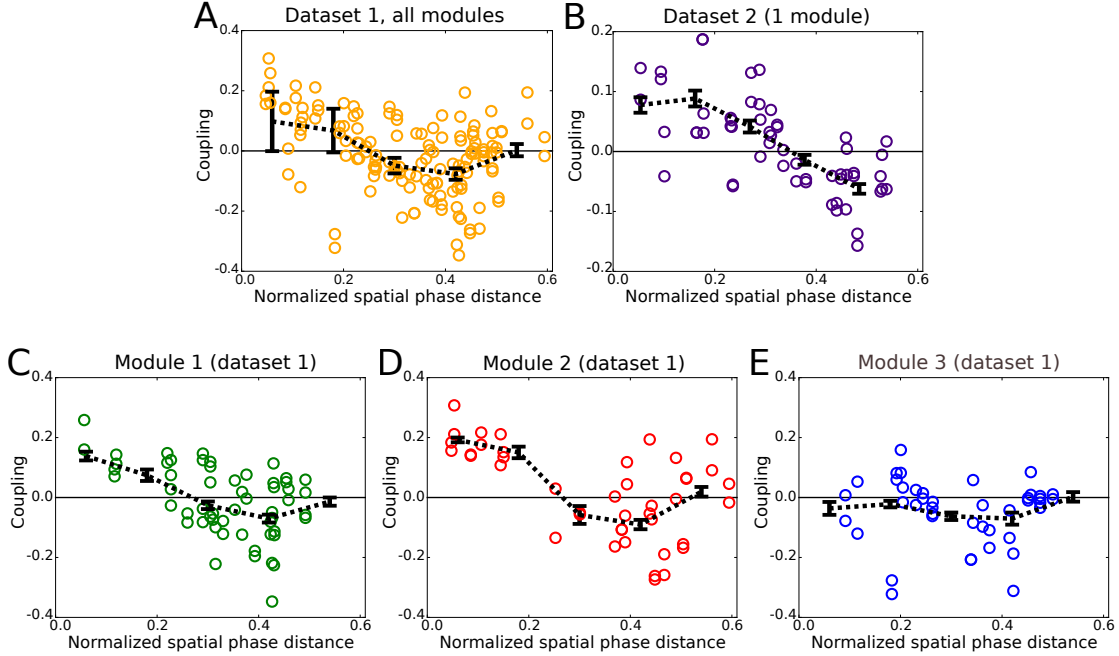 A
Dataset 1, all modules
0.4
0.2
0.0
-0.2
-0.4
Coupling
0.0
0.2
0.4
0.6
Normalized spatial phase distance
B
Dataset 2 (1 module)
0.2
0.1
0.0
-0.1
0.2
Coupling
0.0
0.2
0.4
0.6
Normalized spatial phase distance
C
Module 1 (dataset 1)
0.4
0.2
0.0
-0.2
-0.4
Coupling
0.0
0.2
0.4
0.6
Normalized spatial phase distance
D
Module 2 (dataset 1)
0.4
0.2
0.0
-0.2
-0.4
Coupling
0.0
0.2
0.4
0.6
Normalized spatial phase distance
E
Module 3 (dataset 1)
0.4
0.2
0.0
-0.2
-0.4
Coupling
0.0
0.2
0.4
0.6
Normalized spatial phase distance